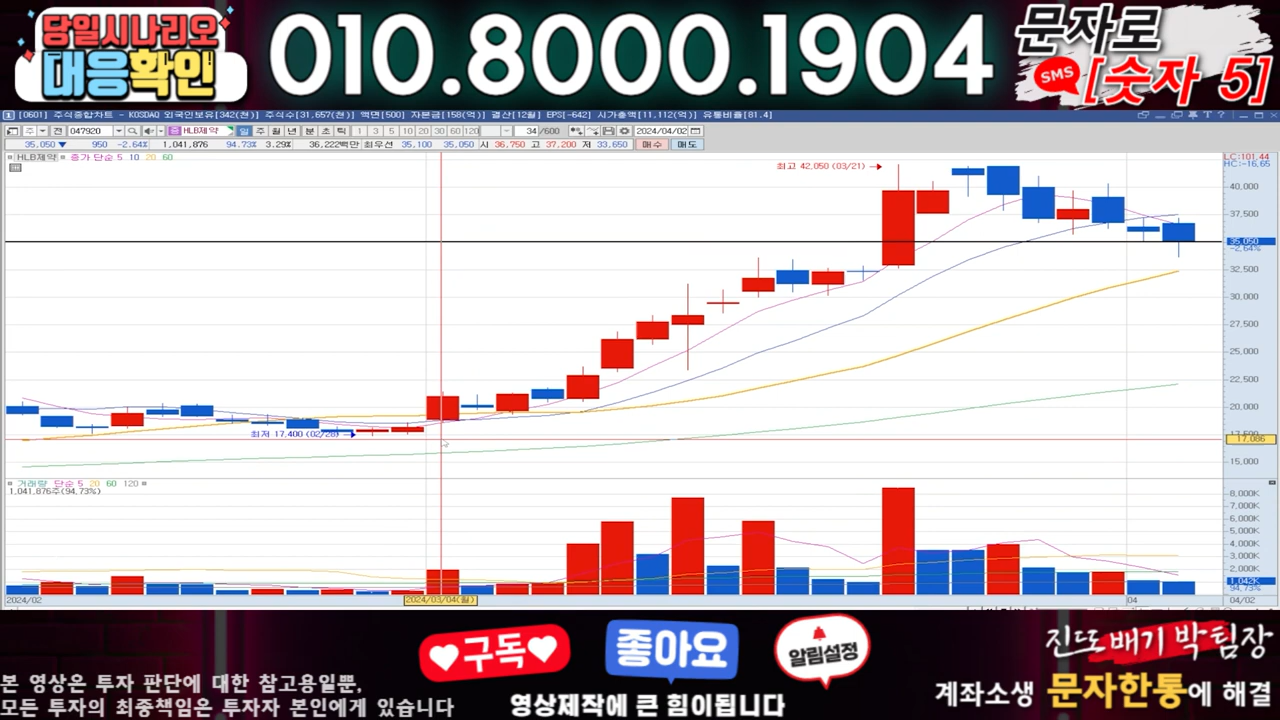 당일시나리오
대응확인
010.8000.1904
문자로
SMS
[숫자 5]
[0601] 주식종합차트 - KOSDAQ 외국인보유[342(천)] 주식수[31,657(천)] 액면[500] 자본금[158(억)] 결산[12월] EPS[-642] 시가총액[11,112(억)] 유통비율[81.4]
주 전 047920 증 HLB제약 일 주 월 년 분 초 틱 1 3 5 10 20 30 60 120 34 /600 2024/04/02
35,050 ▼ 950 -2.64% 1,041,876 94.73% 3.29% 36,222백만 최우선 35,100 35,050 시 36,750 고 37,200 저 33,650 매수 매도
HLB제약 종가 단순 5 10 20 60
LC:101.44
HC:-16.65
최고 42,050 (03/21) →
40,000
37,500
35,050
-2.64%
32,500
30,000
27,500
25,000
22,500
20,000
최저 17,400 (02/28) →
17,500
17,086
15,000
거래량 단순 5 20 60 120
1,041,876주(94.73%)
8,000K
7,000K
6,000K
5,000K
4,000K
3,000K
2,000K
1,042K
94.73%
2024/02 2024/03/04(월) 04 04/02
구독
좋아요
알림설정
영상제작에 큰 힘이됩니다
본 영상은 투자 판단에 대한 참고용일뿐,
모든 투자의 최종책임은 투자자 본인에게 있습니다
진또배기 박팀장
계좌소생 문자한통에 해결